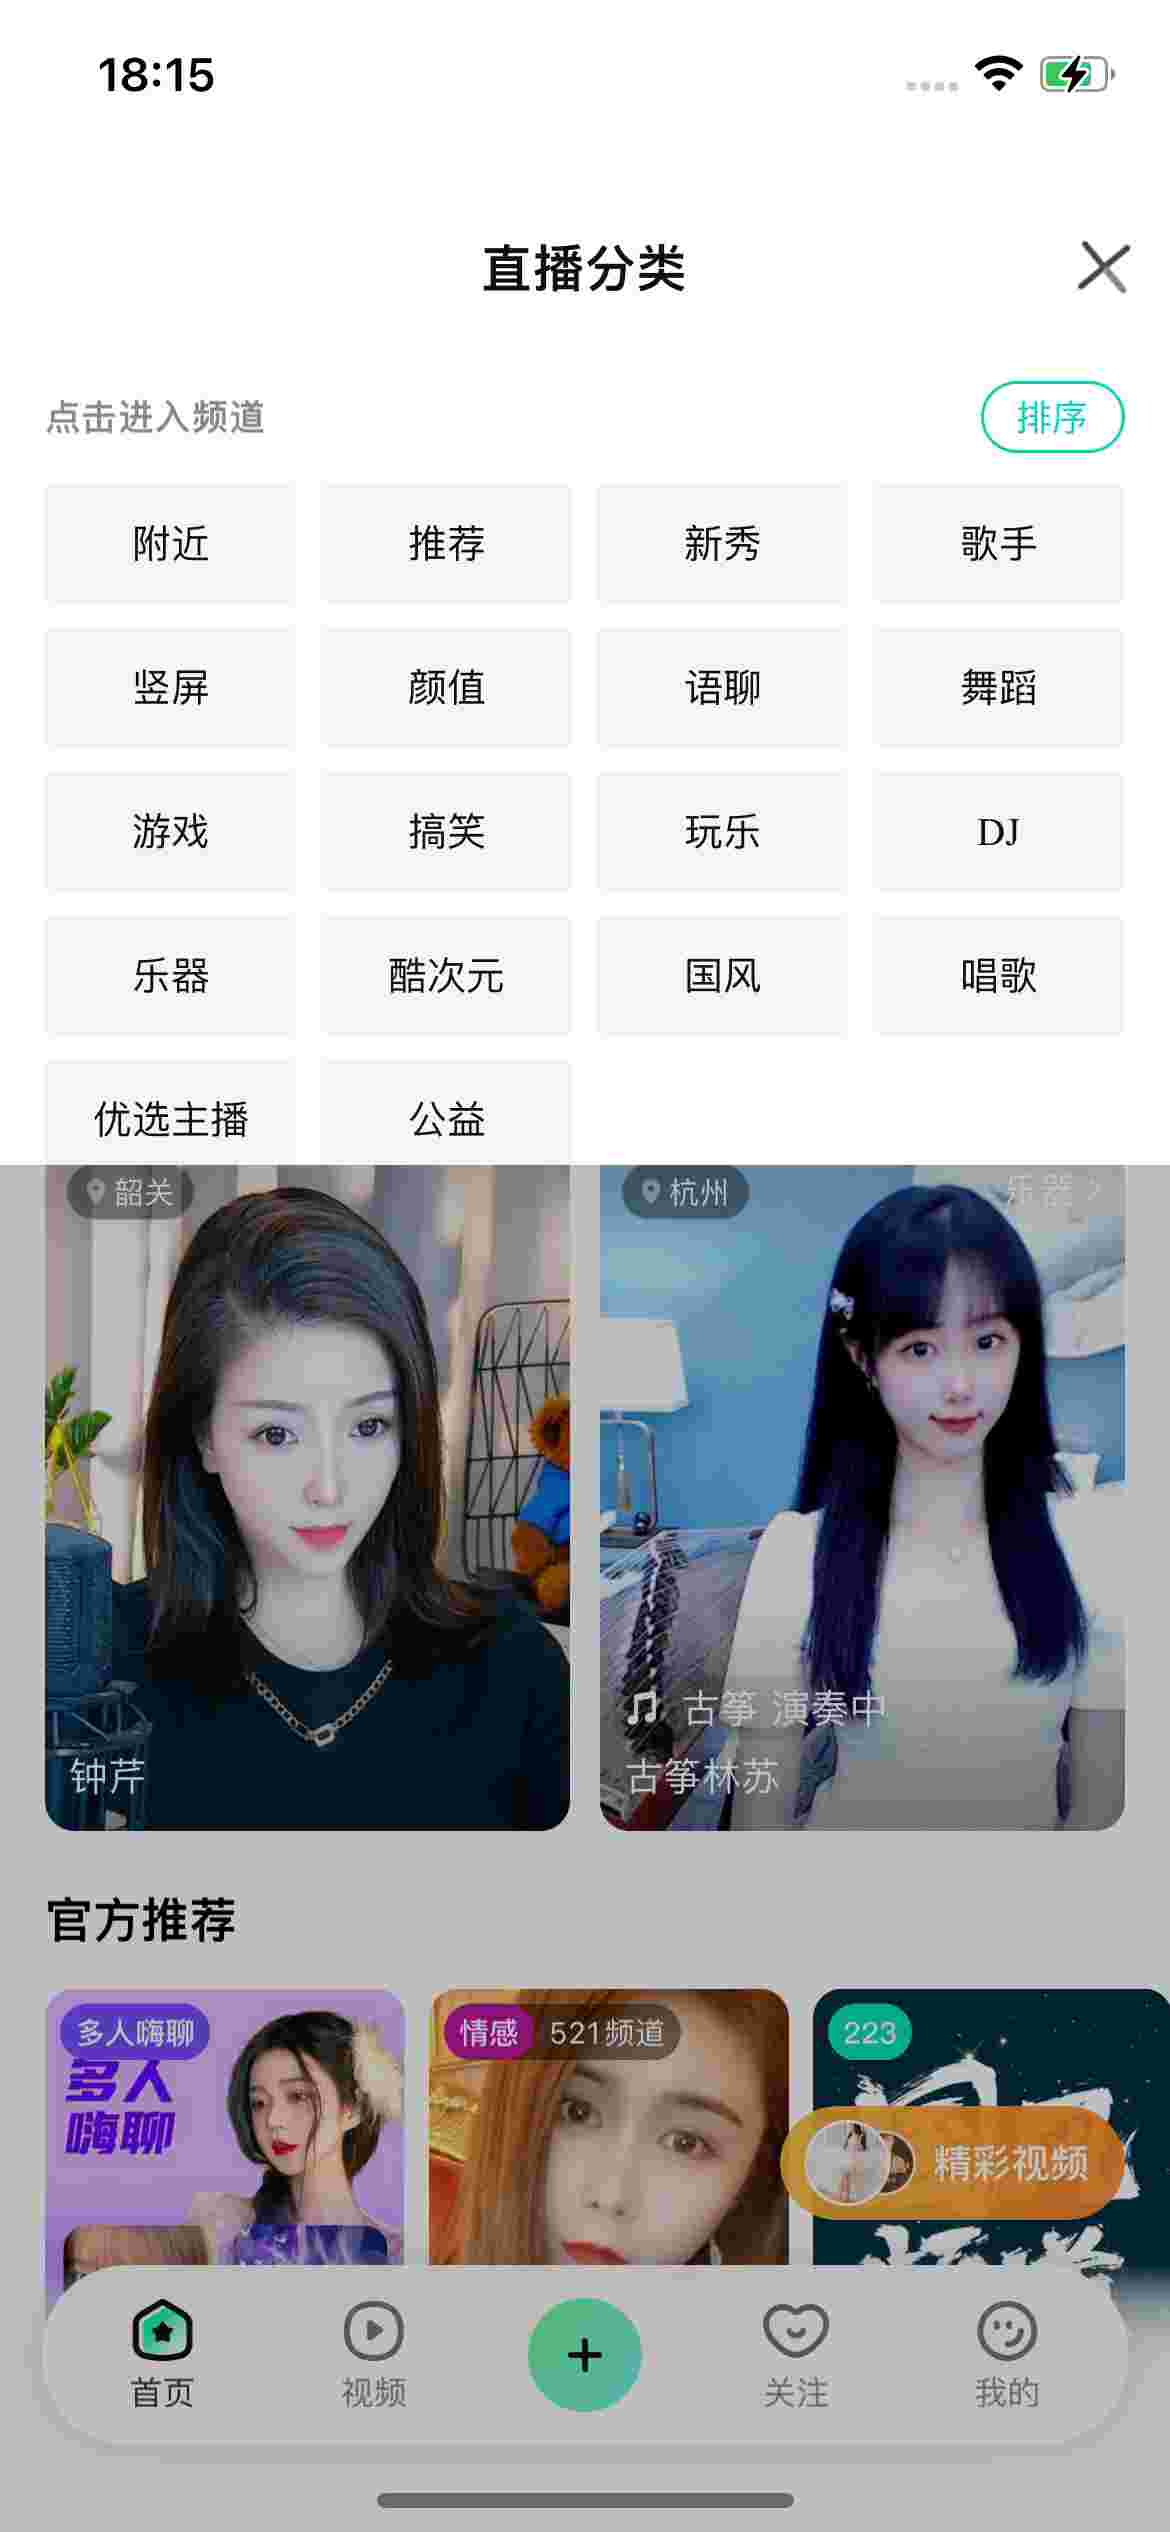 18:15
直播分类
点击进入频道
排序
附近
推荐
新秀
歌手
竖屏
颜值
语聊
舞蹈
游戏
搞笑
玩乐
DJ
乐器
酷次元
国风
唱歌
优选主播
公益
韶关
杭州
乐器
古筝 演奏中
钟芹
古筝林苏
官方推荐
多人嗨聊
多人
嗨聊
情感 521频道
223
精彩视频
首页
视频
关注
我的